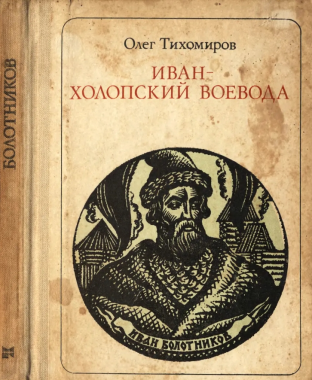 БОЛОТНИКОВ
Олег Тихомиров
ИВАН-
ХОЛОПСКИЙ ВОЕВОДА
ИВАН БОЛОТНИКОВ